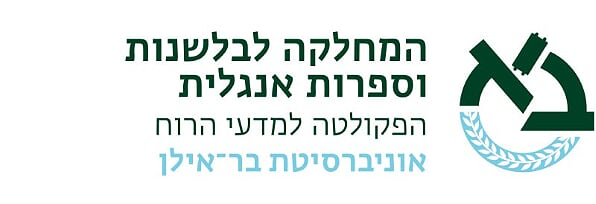 המחלקה לבלשנות
וספרות אנגלית
הפקולטה למדעי הרוח
אוניברסיטת בר־אילן